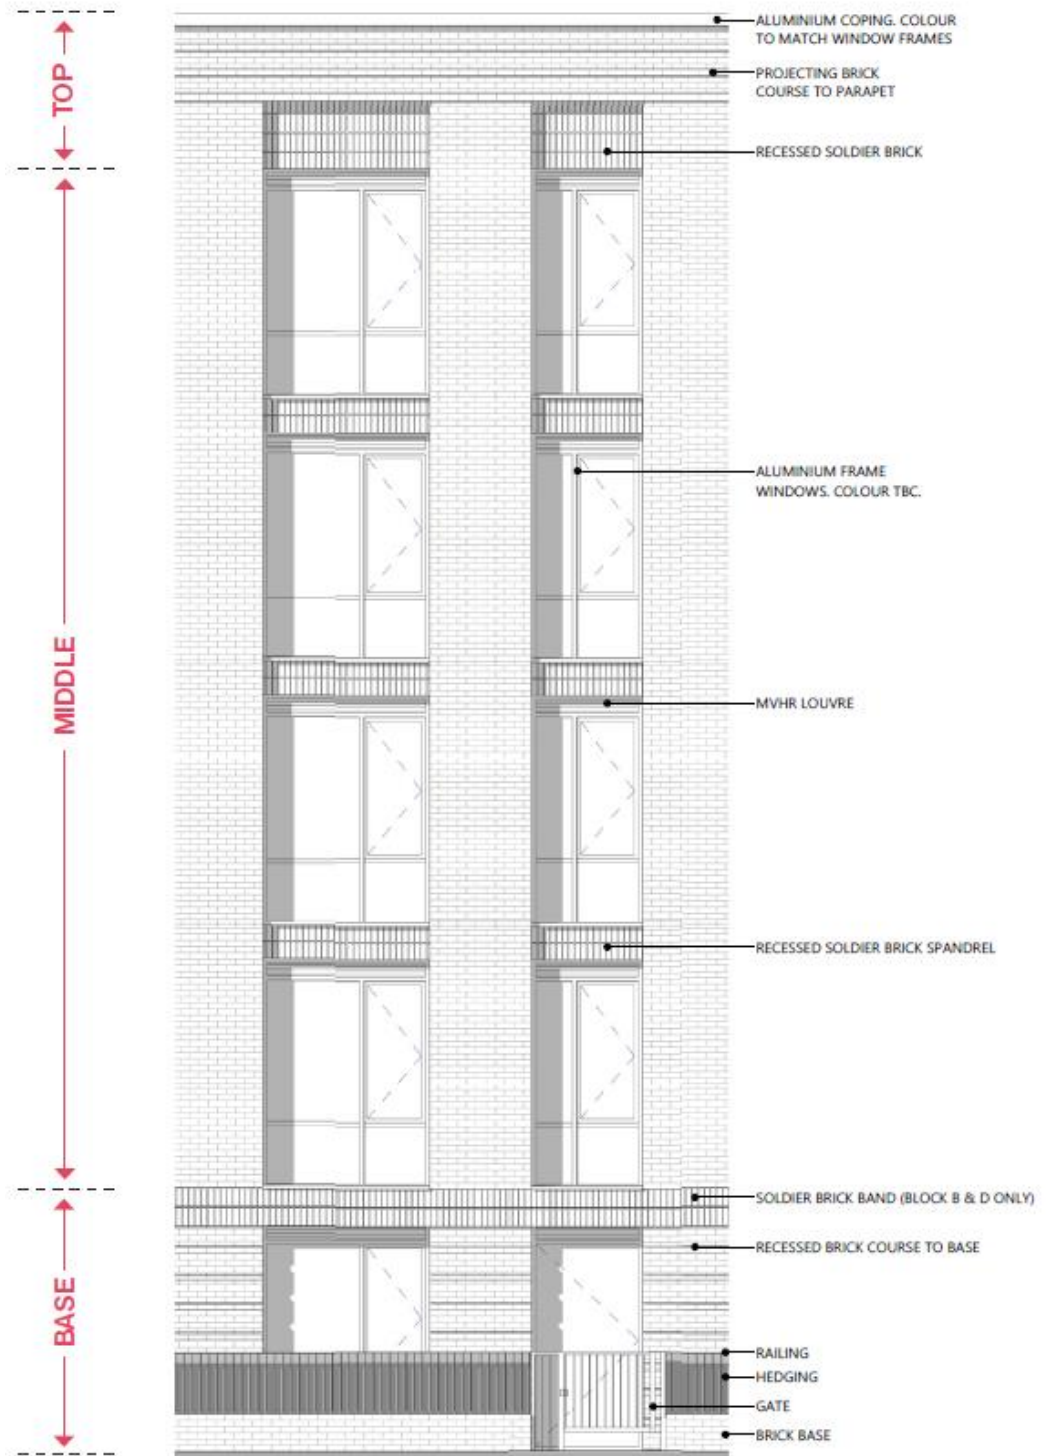 ALUMINIUM COPING. COLOUR
TO MATCH WINDOW FRAMES
TOP
PROJECTING BRICK
COURSE TO PARAPET
RECESSED SOLDIER BRICK
ALUMINIUM FRAME
WINDOWS. COLOUR TBC.
MIDDLE
MVHR LOUVRE
RECESSED SOLDIER BRICK SPANDREL
SOLDIER BRICK BAND (BLOCK B & D ONLY)
RECESSED BRICK COURSE TO BASE
BASE
RAILING
HEDGING
GATE
BRICK BASE